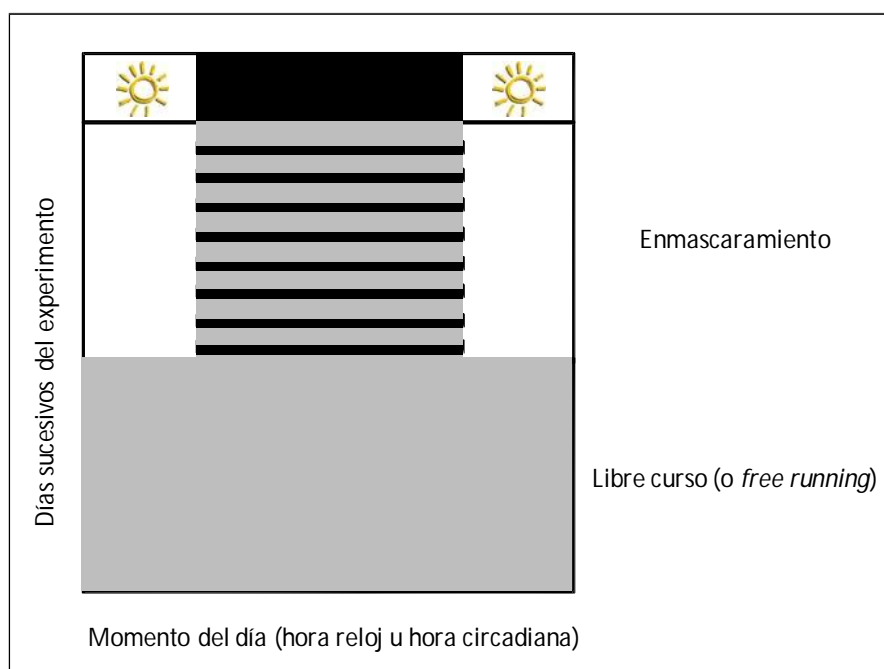 Días sucesivos del experimento
Enmascaramiento
Libre curso (o free running)
Momento del día (hora reloj u hora circadiana)